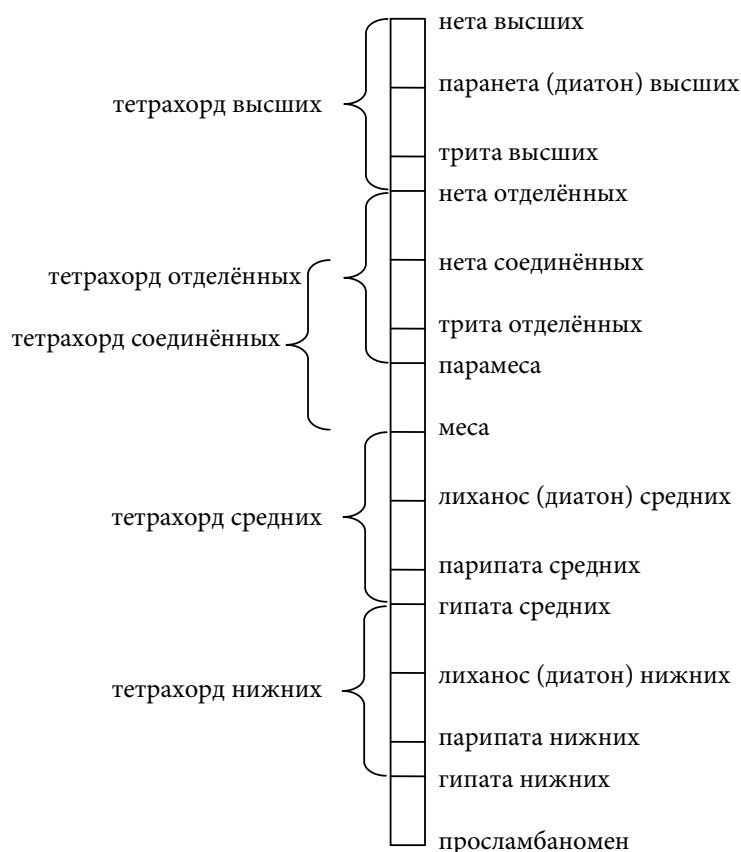 нета высших
паранета (диатон) высших
тетрахорд высших
трита высших
нета отделённых
нета соединённых
тетрахорд отделённых
трита отделённых
тетрахорд соединённых
парамеса
меса
лиханос (диатон) средних
тетрахорд средних
парипата средних
гипата средних
лиханос (диатон) нижних
тетрахорд нижних
парипата нижних
гипата нижних
просламбаномен